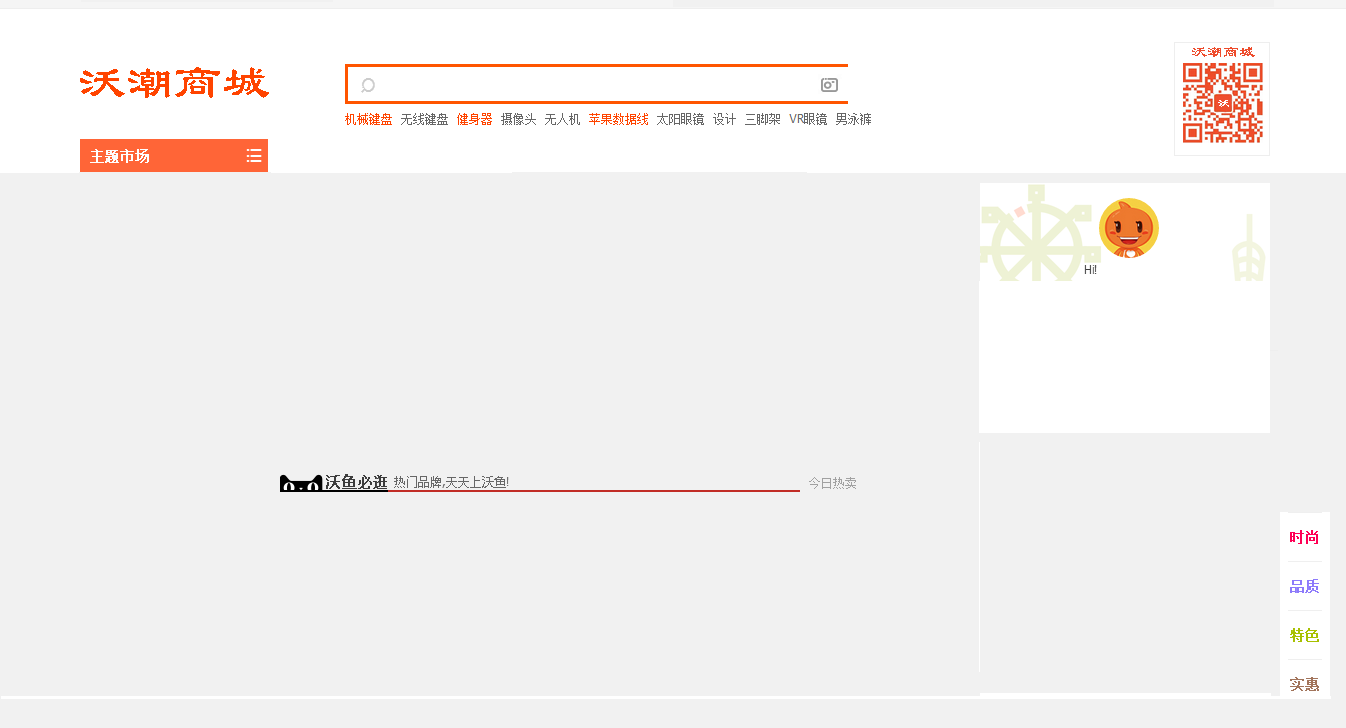 沃潮商城
沃潮商城
沃
机械键盘 无线键盘 健身器 摄像头 无人机 苹果数据线 太阳眼镜 设计 三脚架 VR眼镜 男泳裤
主题市场
Hi!
沃鱼必逛 热门品牌,天天上沃鱼! 今日热卖
时尚
品质
特色
实惠